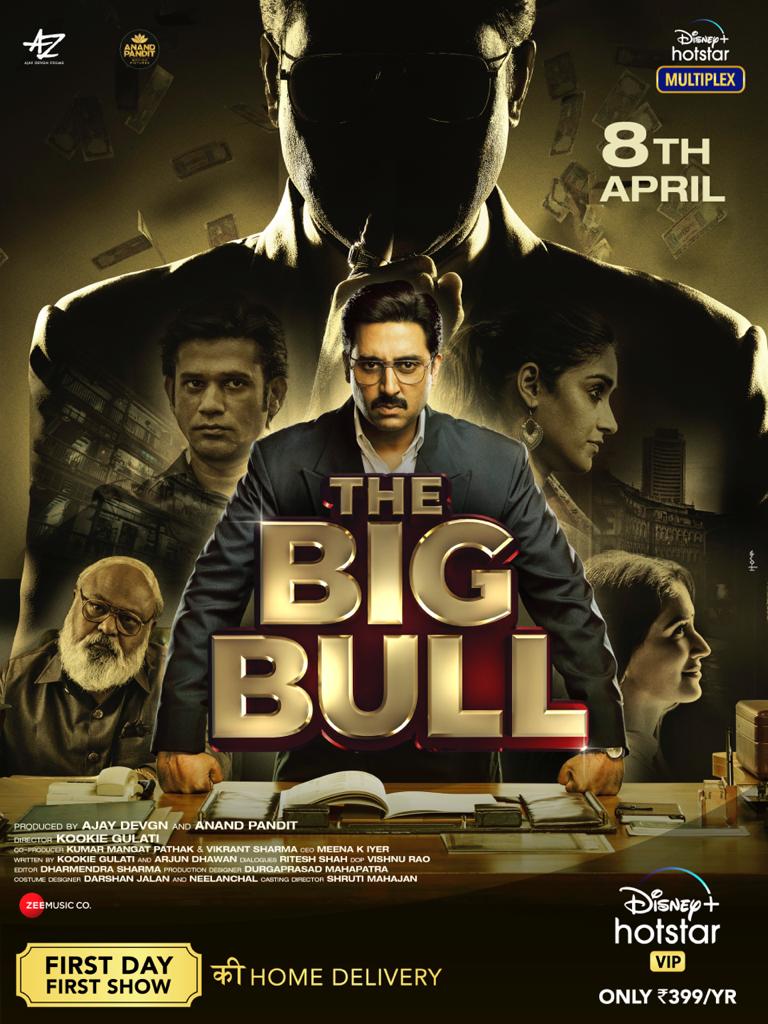 AZ
AJAY DEVGN FFILMS
ANAND
PANDIT
MOTION
PICTURES
Disney+
hotstar
MULTIPLEX
8TH
APRIL
THE
BIG
BULL
PRODUCED BY AJAY DEVGN AND ANAND PANDIT
DIRECTOR KOOKIE GULATI
CO-PRODUCER KUMAR MANGAT PATHAK & VIKRANT SHARMA CEO MEENA K IYER
WRITTEN BY KOOKIE GULATI AND ARJUN DHAWAN DIALOGUES RITESH SHAH DOP VISHNU RAO
EDITOR DHARMENDRA SHARMA PRODUCTION DESIGNER DURGAPRASAD MAHAPATRA
COSTUME DESIGNER DARSHAN JALAN AND NEELANCHAL CASTING DIRECTOR SHRUTI MAHAJAN
ZEE MUSIC CO.
FIRST DAY
FIRST SHOW
की HOME DELIVERY
Disney+
hotstar
VIP
ONLY ₹399/YR